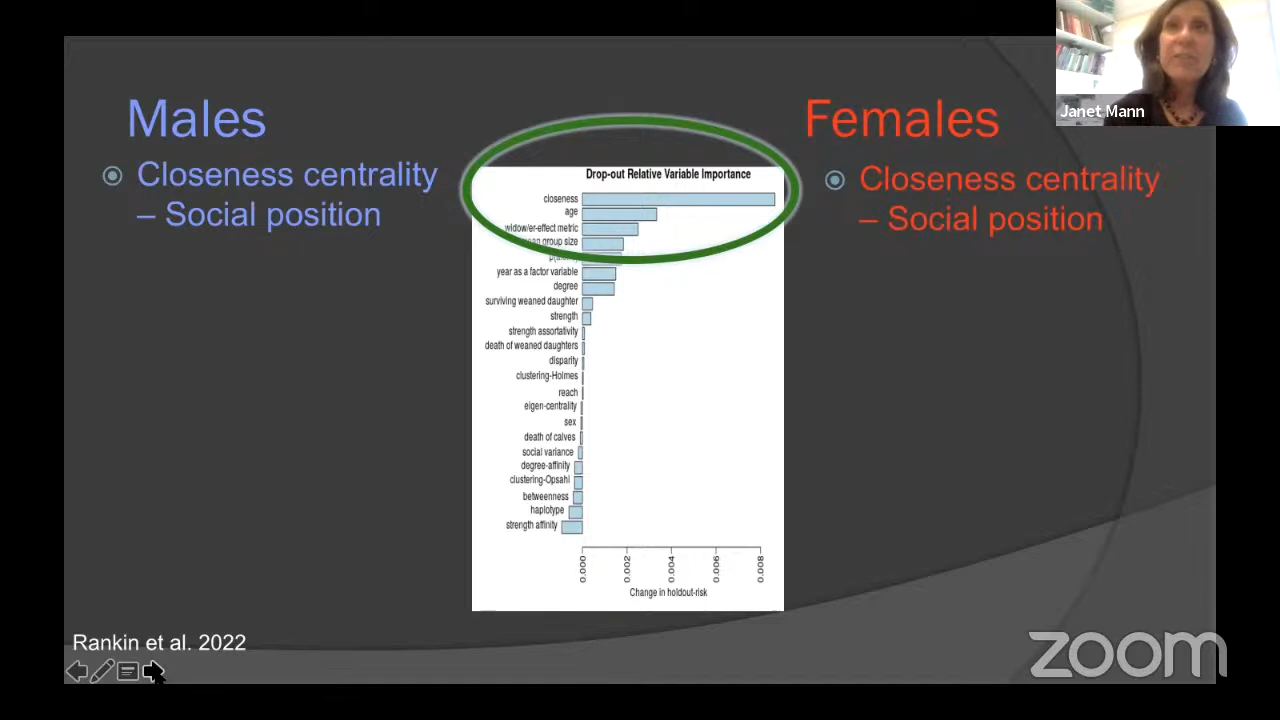 Males
Closeness centrality
– Social position
Drop-out Relative Variable Importance
closeness
age
widow/er-effect metric
group size
year as a factor variable
degree
surviving weaned daughter
strength
strength assortativity
death of weaned daughters
disparity
clustering-Holmes
reach
eigen-centrality
sex
death of calves
social variance
degree-affinity
clustering-Opsahl
betweenness
haplotype
strength affinity
0.000 0.002 0.004 0.006 0.008
Change in holdout-risk
Females
Closeness centrality
– Social position
Janet Mann
Rankin et al. 2022
zoom